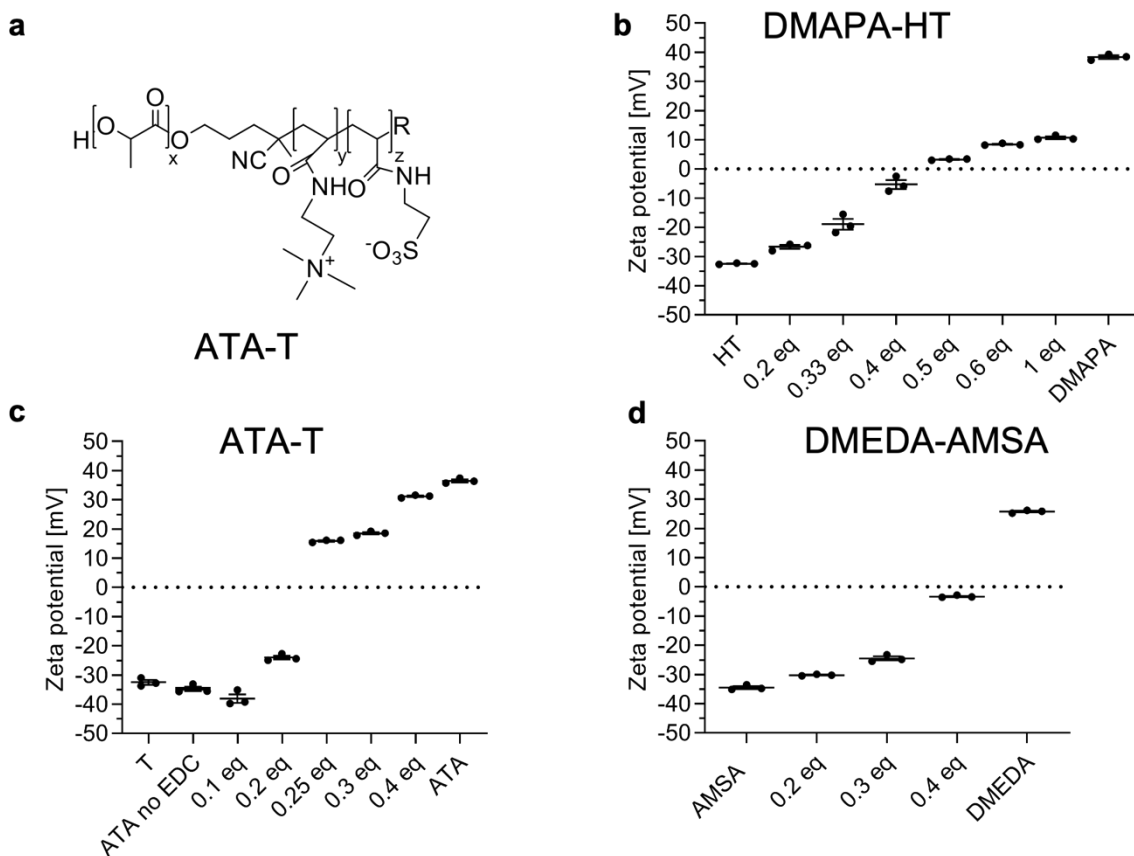 a
H
O
O
x
O
NC
y
z
R
O
NH
O
NH
N+
-O3S
ATA-T
b
DMAPA-HT
Zeta potential [mV]
50
40
30
20
10
0
-10
-20
-30
-40
-50
HT
0.2 eq
0.33 eq
0.4 eq
0.5 eq
0.6 eq
1 eq
DMAPA
c
ATA-T
Zeta potential [mV]
50
40
30
20
10
0
-10
-20
-30
-40
-50
T
ATA no EDC
0.1 eq
0.2 eq
0.25 eq
0.3 eq
0.4 eq
ATA
d
DMEDA-AMSA
Zeta potential [mV]
50
40
30
20
10
0
-10
-20
-30
-40
-50
AMSA
0.2 eq
0.3 eq
0.4 eq
DMEDA